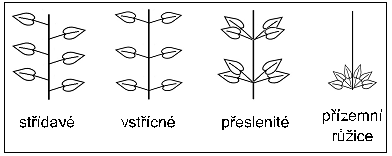 střídavé
vstřícné
přeslenité
přízemní
růžice